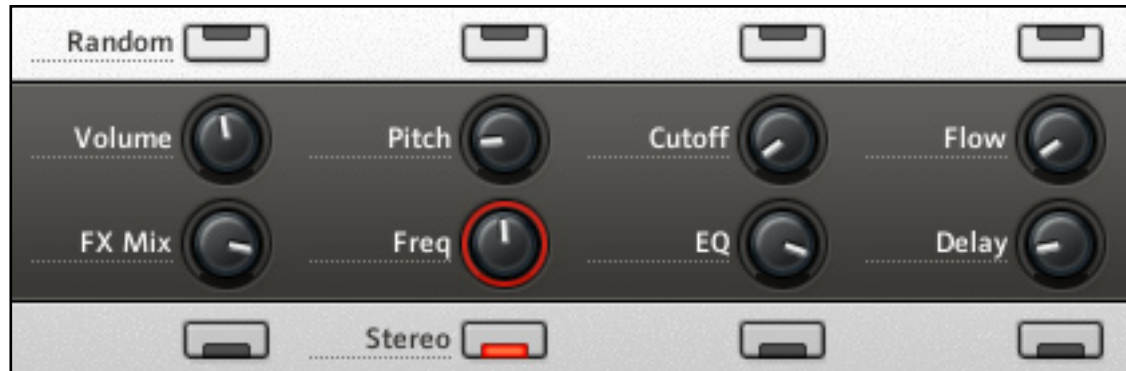 Random
Volume Pitch Cutoff Flow
FX Mix Freq EQ Delay
Stereo